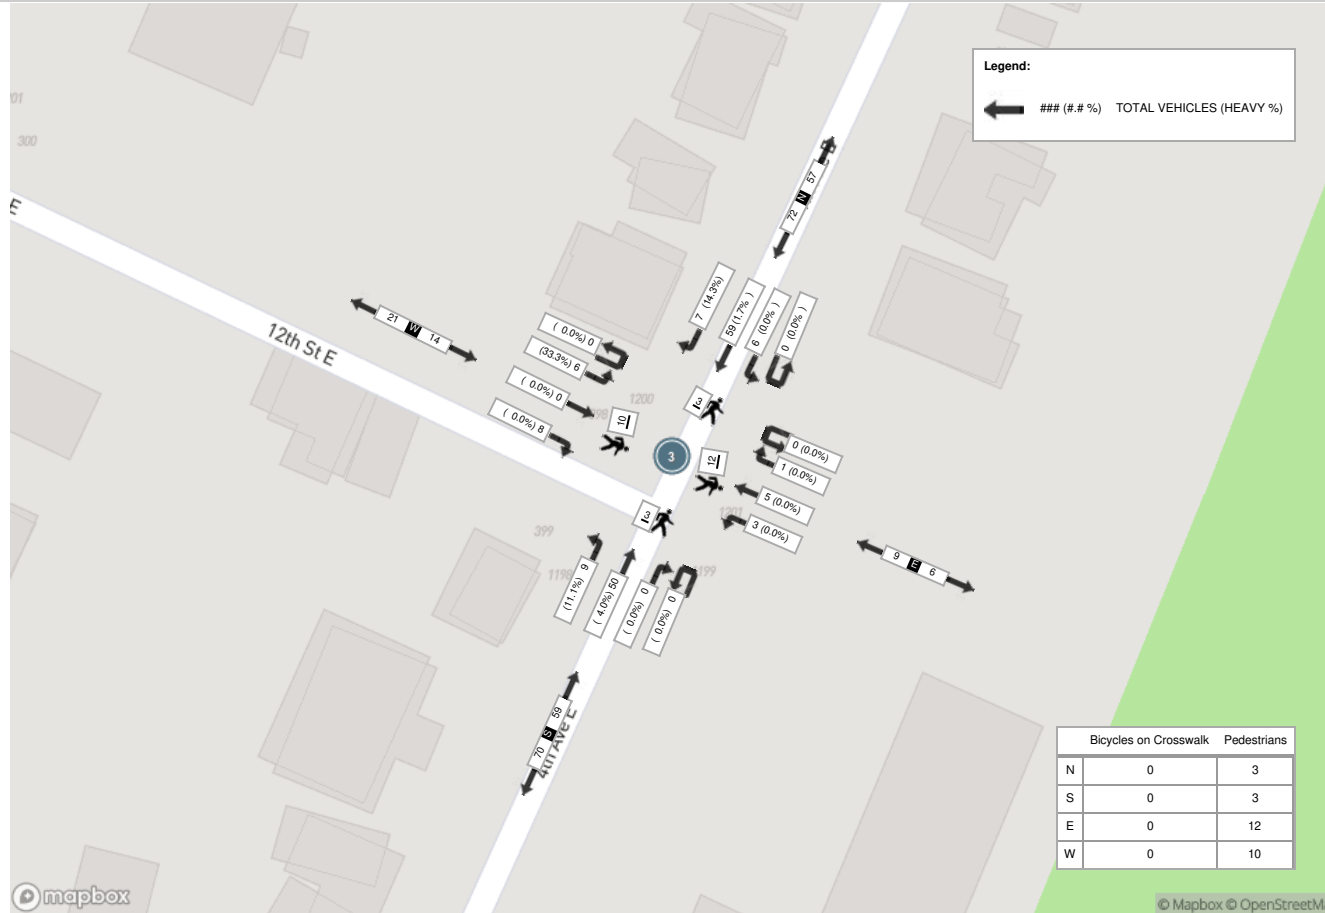 Legend:
### (#.# %) TOTAL VEHICLES (HEAVY %)
301
300
E
12th St E
4th Ave E
72 N 57
7 (14.3%)
59 (1.7% )
6 (0.0% )
0 (0.0% )
21 W 14
( 0.0%) 0
(33.3%) 6
( 0.0%) 0
( 0.0%) 8
1200
10
3
3
12
3
0 (0.0%)
1 (0.0%)
5 (0.0%)
3 (0.0%)
1201
9 E 6
399
1198
(11.1%) 9
( 4.0%) 50
( 0.0%) 0
( 0.0%) 0
70 S 59
Bicycles on Crosswalk Pedestrians
N 0 3
S 0 3
E 0 12
W 0 10
mapbox
© Mapbox © OpenStreetM